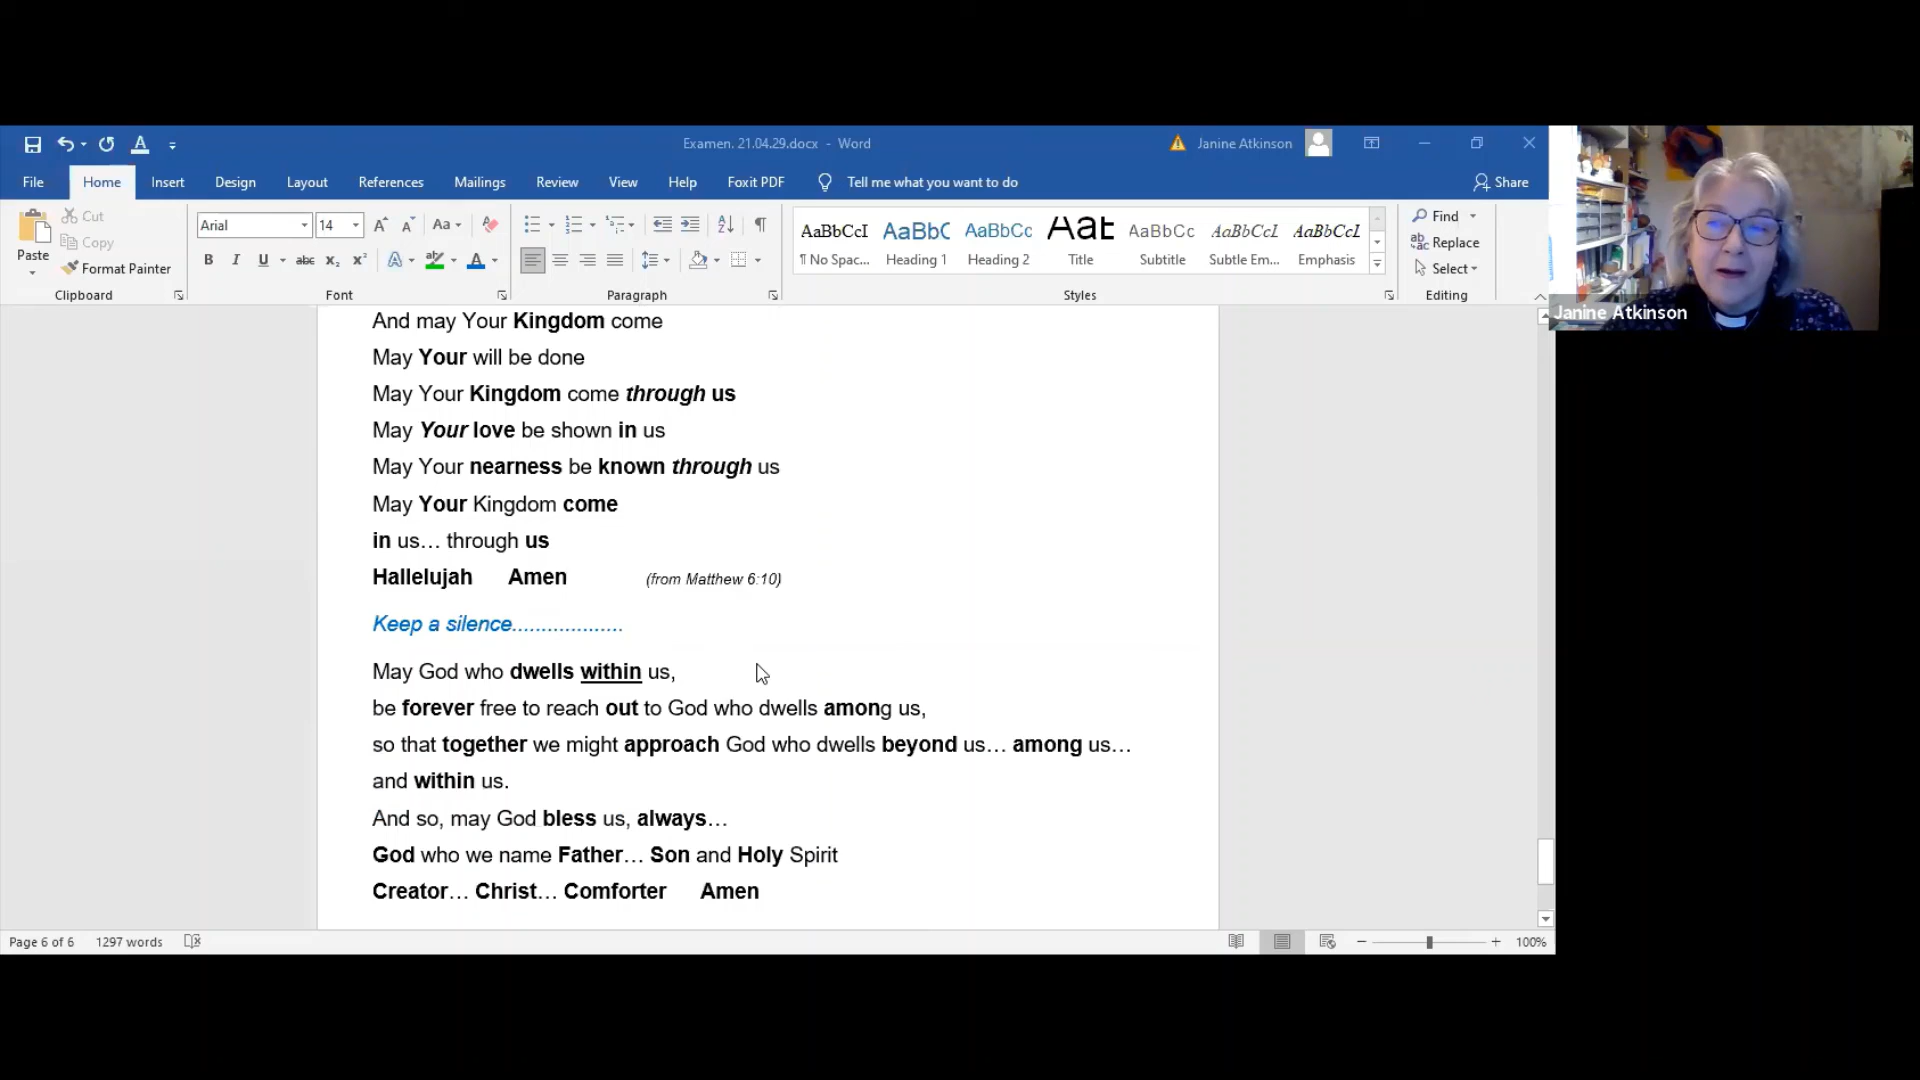 Examen. 21.04.29.docx - Word
Janine Atkinson
File Home Insert Design Layout References Mailings Review View Help Foxit PDF Tell me what you want to do Share
Cut
Copy
Paste
Format Painter
Clipboard
Arial 14
Font
Paragraph
AaBbCcI AaBbC AaBbCc AaB AaBbCc AaBbCcI AaBbCcI
¶ No Spac... Heading 1 Heading 2 Title Subtitle Subtle Em... Emphasis
Styles
Find
Replace
Select
Editing
Janine Atkinson
And may Your Kingdom come
May Your will be done
May Your Kingdom come through us
May Your love be shown in us
May Your nearness be known through us
May Your Kingdom come
in us… through us
Hallelujah Amen (from Matthew 6:10)
Keep a silence...................
May God who dwells within us,
be forever free to reach out to God who dwells among us,
so that together we might approach God who dwells beyond us… among us…
and within us.
And so, may God bless us, always…
God who we name Father… Son and Holy Spirit
Creator… Christ… Comforter Amen
Page 6 of 6 1297 words 100%